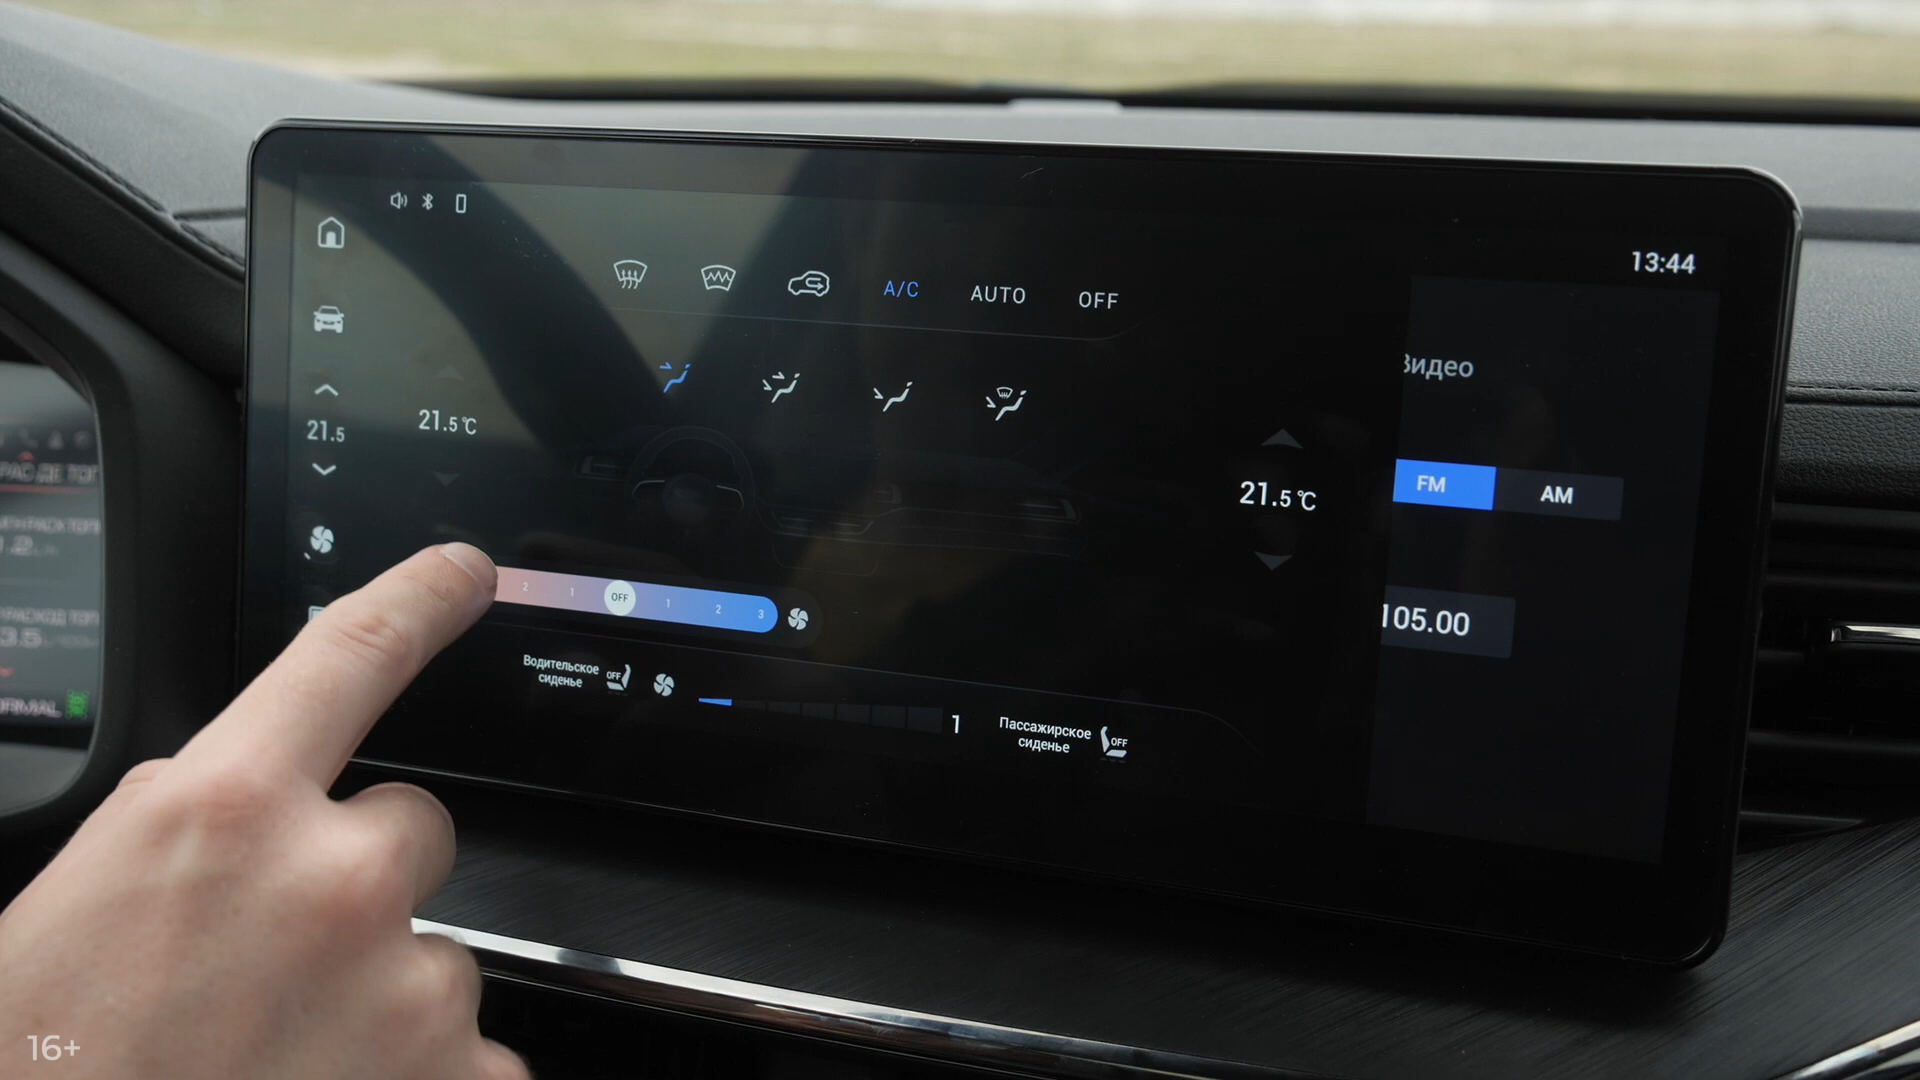 13:44
A/C
AUTO
OFF
Видео
21.5
21.5°C
21.5°C
FM
AM
2
1
OFF
1
2
3
105.00
Водительское
сиденье
OFF
1
Пассажирское
сиденье
OFF
16+